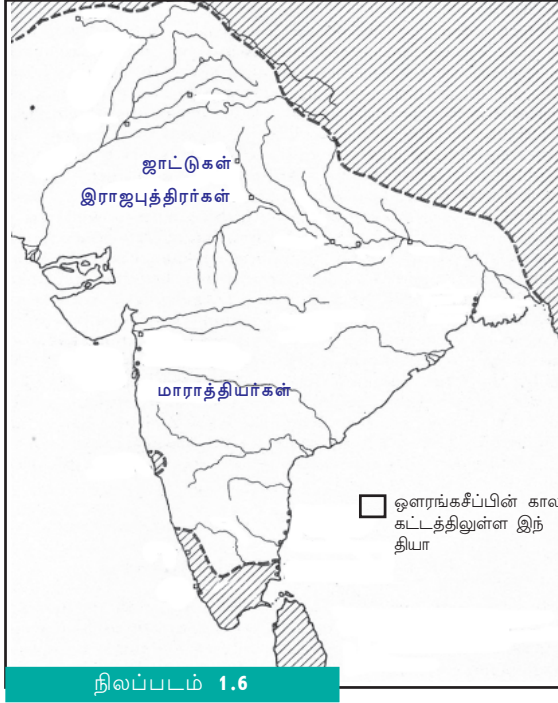 ஜாட்டுகள்
இராஜபுத்திரர்கள்
மாராத்தியர்கள்
ஔரங்கசீப்பின் கால
கட்டத்திலுள்ள இந்
தியா
நிலப்படம் 1.6